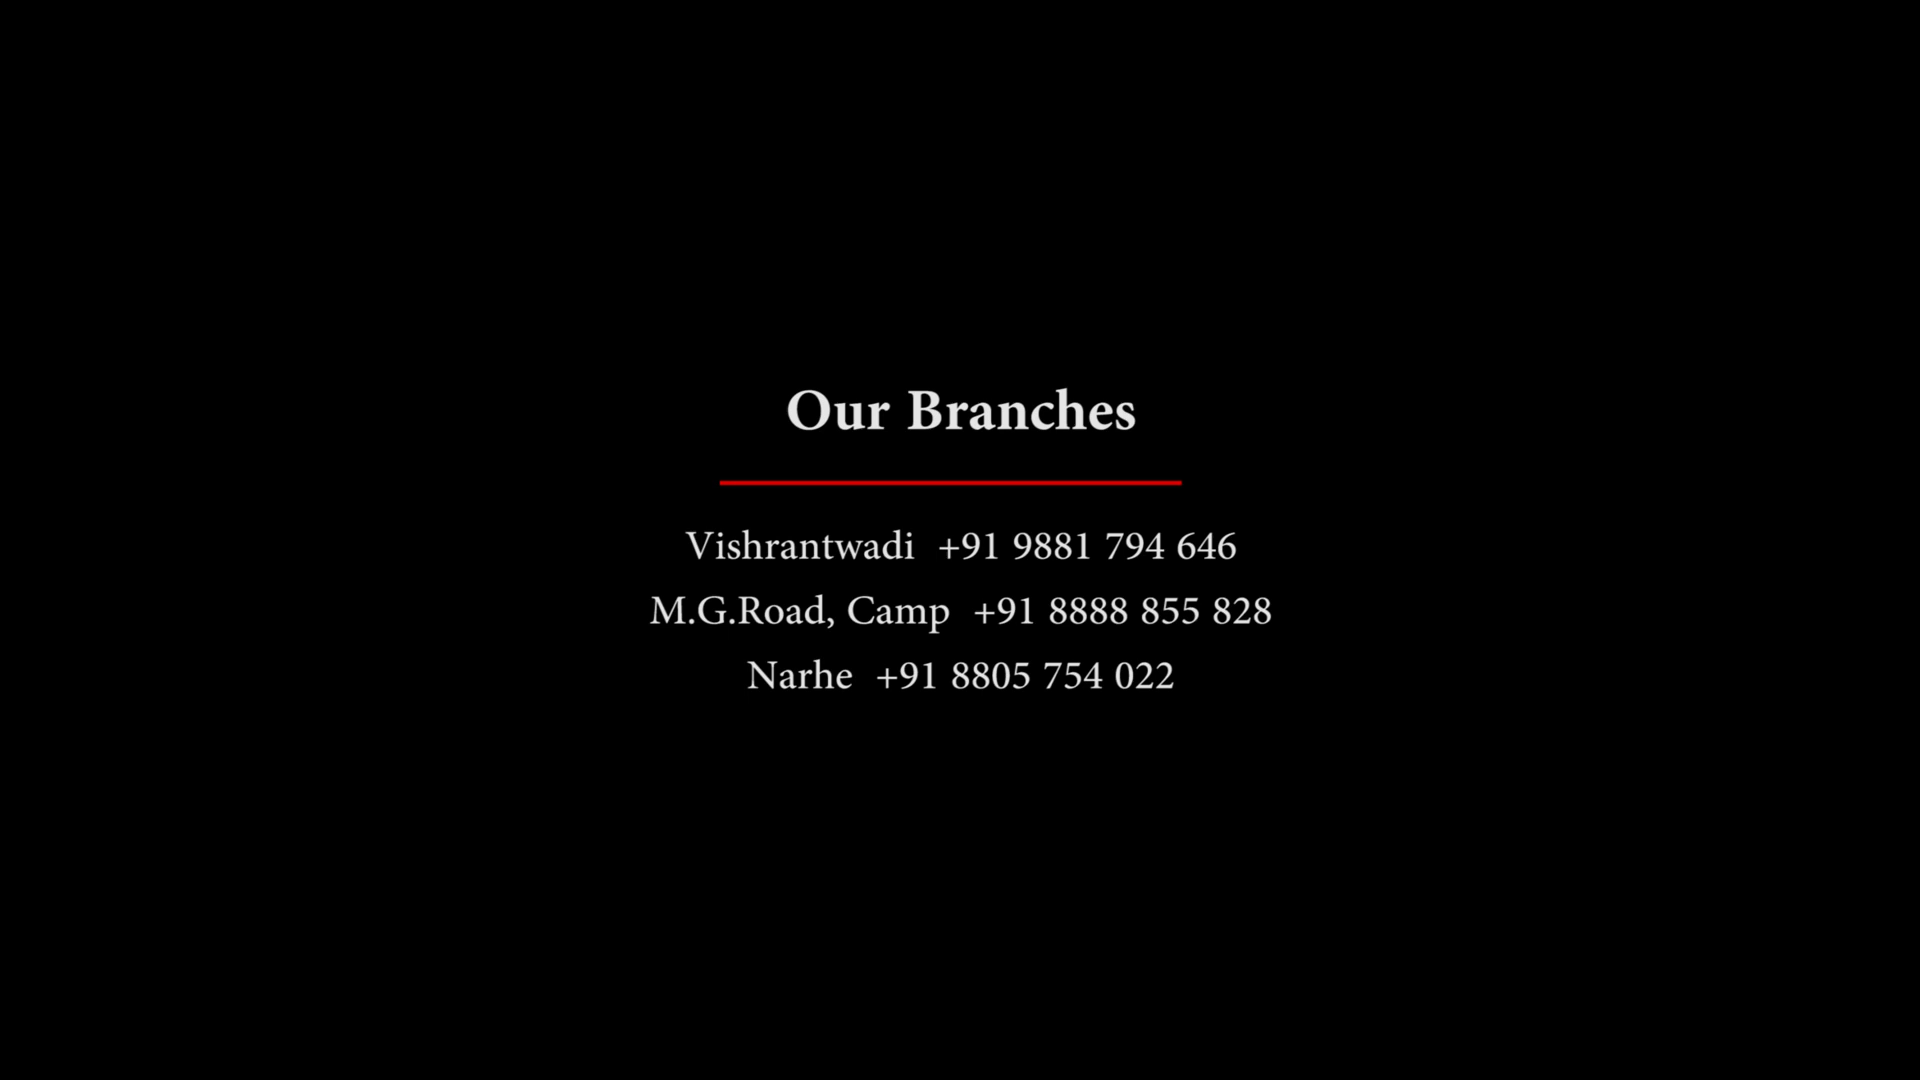 Our Branches
Vishrantwadi +91 9881 794 646
M.G.Road, Camp +91 8888 855 828
Narhe +91 8805 754 022